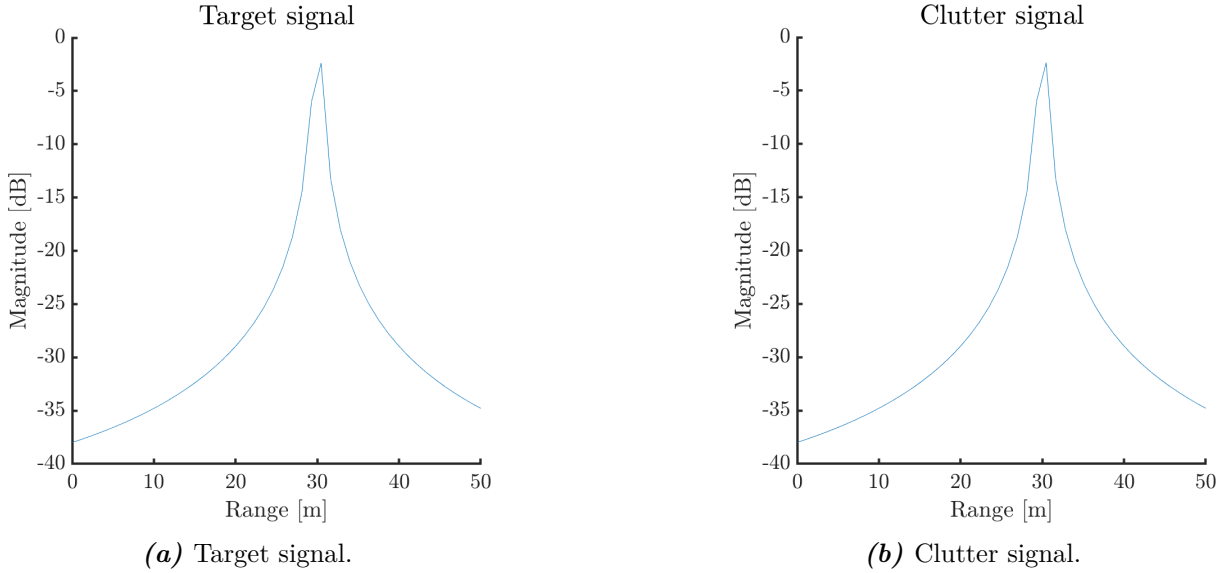 Target signal
0
-5
-10
-15
-20
-25
-30
-35
-40
Magnitude [dB]
0 10 20 30 40 50
Range [m]
(a) Target signal.
Clutter signal
0
-5
-10
-15
-20
-25
-30
-35
-40
Magnitude [dB]
0 10 20 30 40 50
Range [m]
(b) Clutter signal.